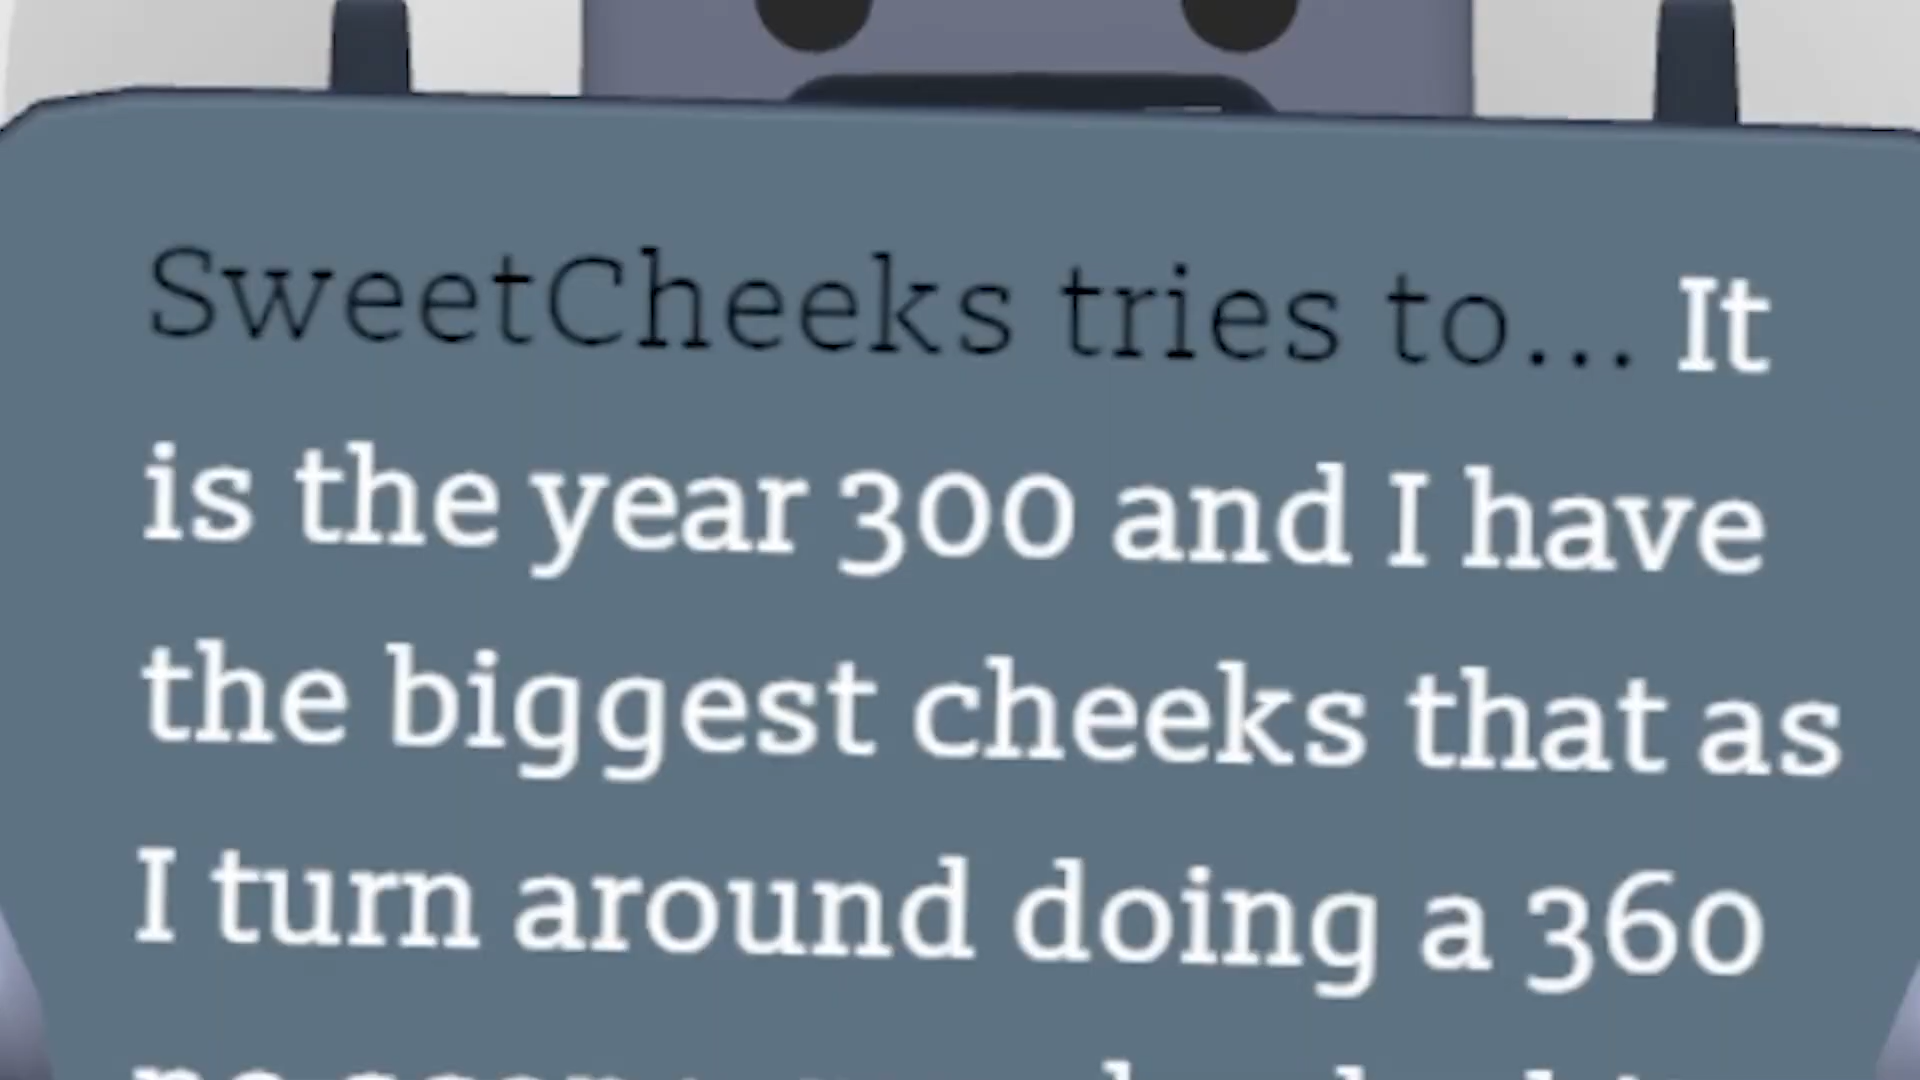 SweetCheeks tries to... It
is the year 300 and I have
the biggest cheeks that as
I turn around doing a 360